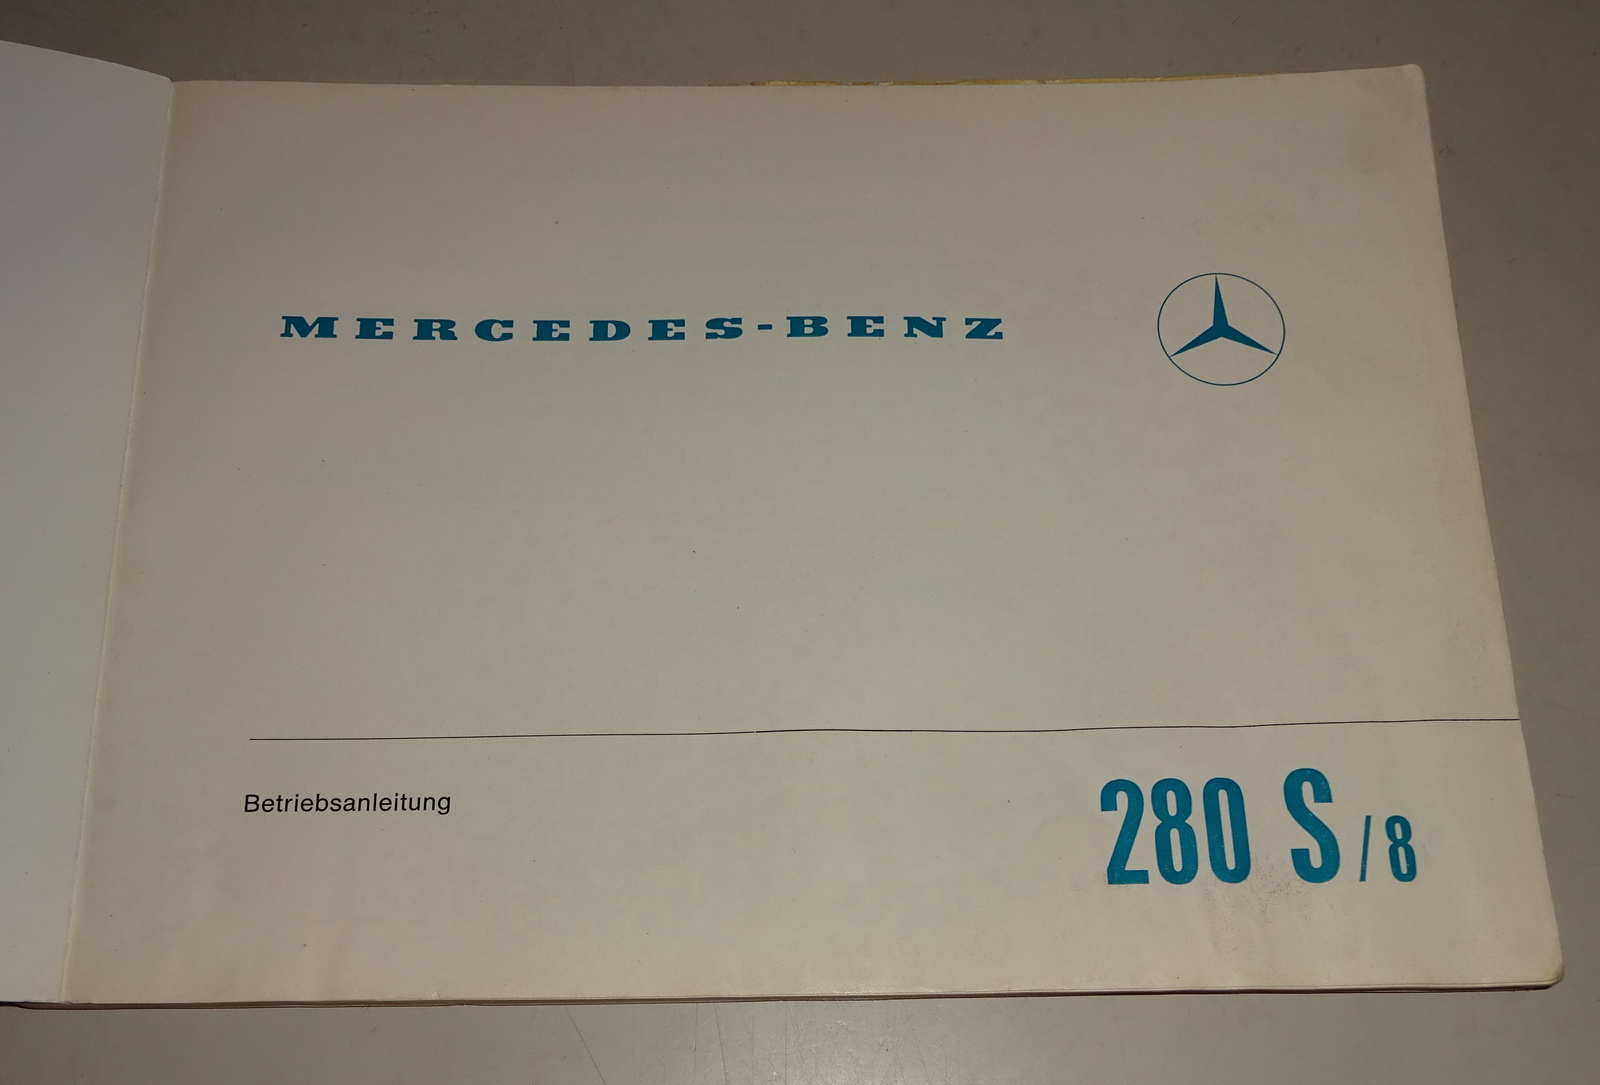 MERCEDES-BENZ
Betriebsanleitung
280 S/8